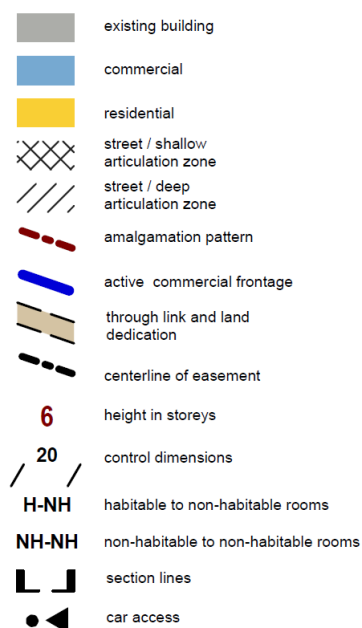 existing building
commercial
residential
street / shallow
articulation zone
street / deep
articulation zone
amalgamation pattern
active commercial frontage
through link and land
dedication
centerline of easement
6 height in storeys
20 control dimensions
H-NH habitable to non-habitable rooms
NH-NH non-habitable to non-habitable rooms
section lines
car access